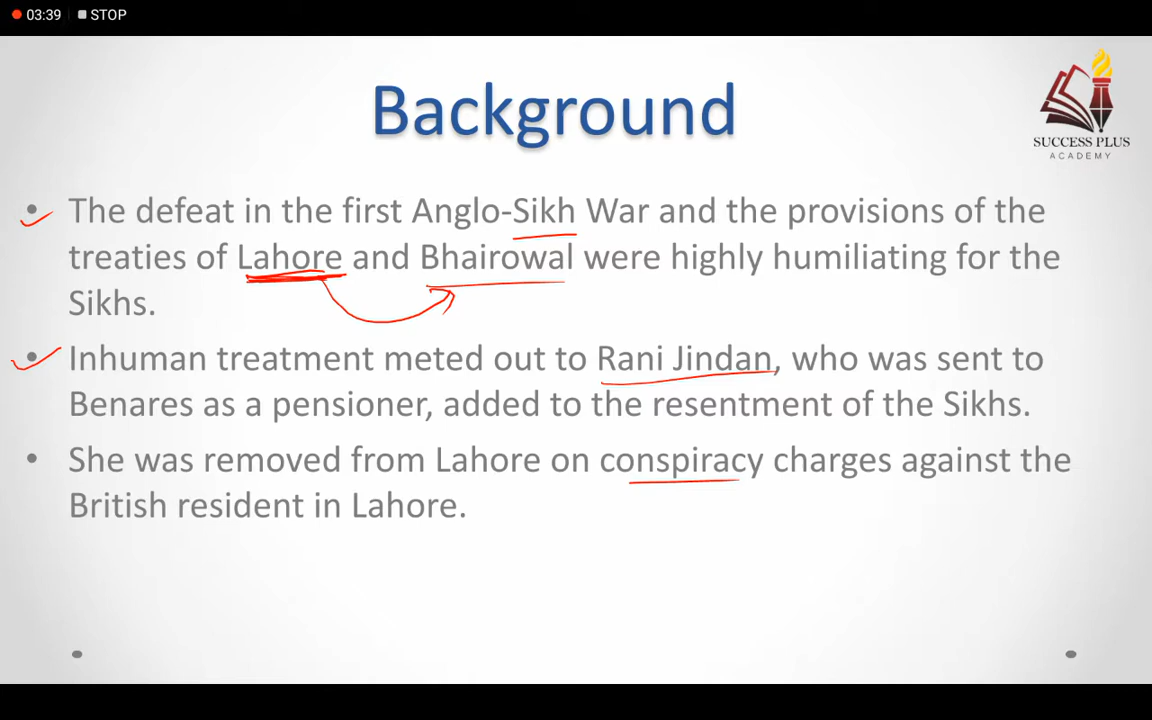 03:39 STOP
Background
SUCCESS PLUS
ACADEMY
• The defeat in the first Anglo-Sikh War and the provisions of the
treaties of Lahore and Bhairowal were highly humiliating for the
Sikhs.
• Inhuman treatment meted out to Rani Jindan, who was sent to
Benares as a pensioner, added to the resentment of the Sikhs.
• She was removed from Lahore on conspiracy charges against the
British resident in Lahore.